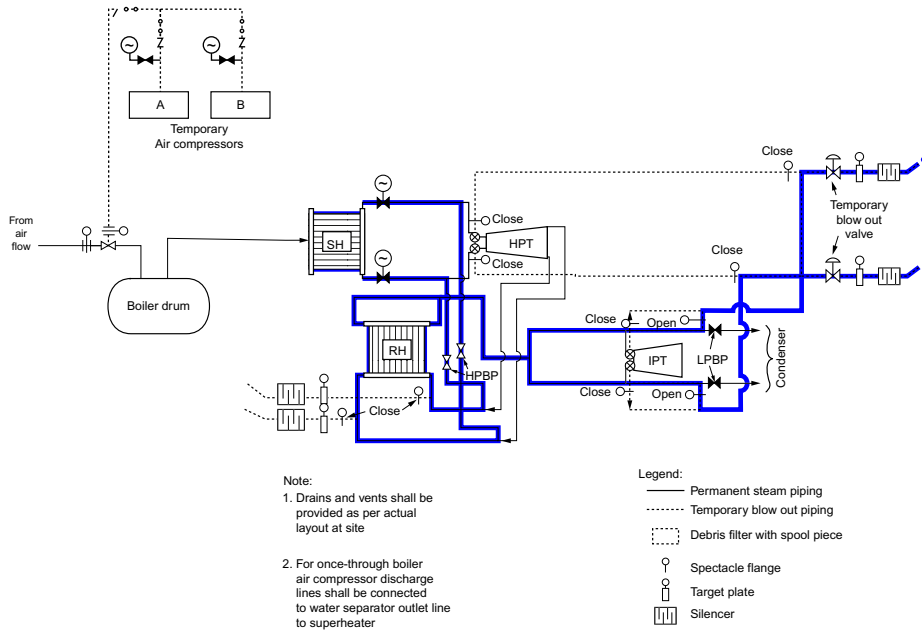 A
B
Temporary
Air compressors
From
air
flow
Boiler drum
SH
Close
HPT
Close
Close
Close
Temporary
blow out
valve
RH
HPBP
Close
Close
Open
IPT
LPBP
Condenser
Close
Open
Note:
1. Drains and vents shall be
provided as per actual
layout at site
2. For once-through boiler
air compressor discharge
lines shall be connected
to water separator outlet line
to superheater
Legend:
Permanent steam piping
Temporary blow out piping
Debris filter with spool piece
Spectacle flange
Target plate
Silencer